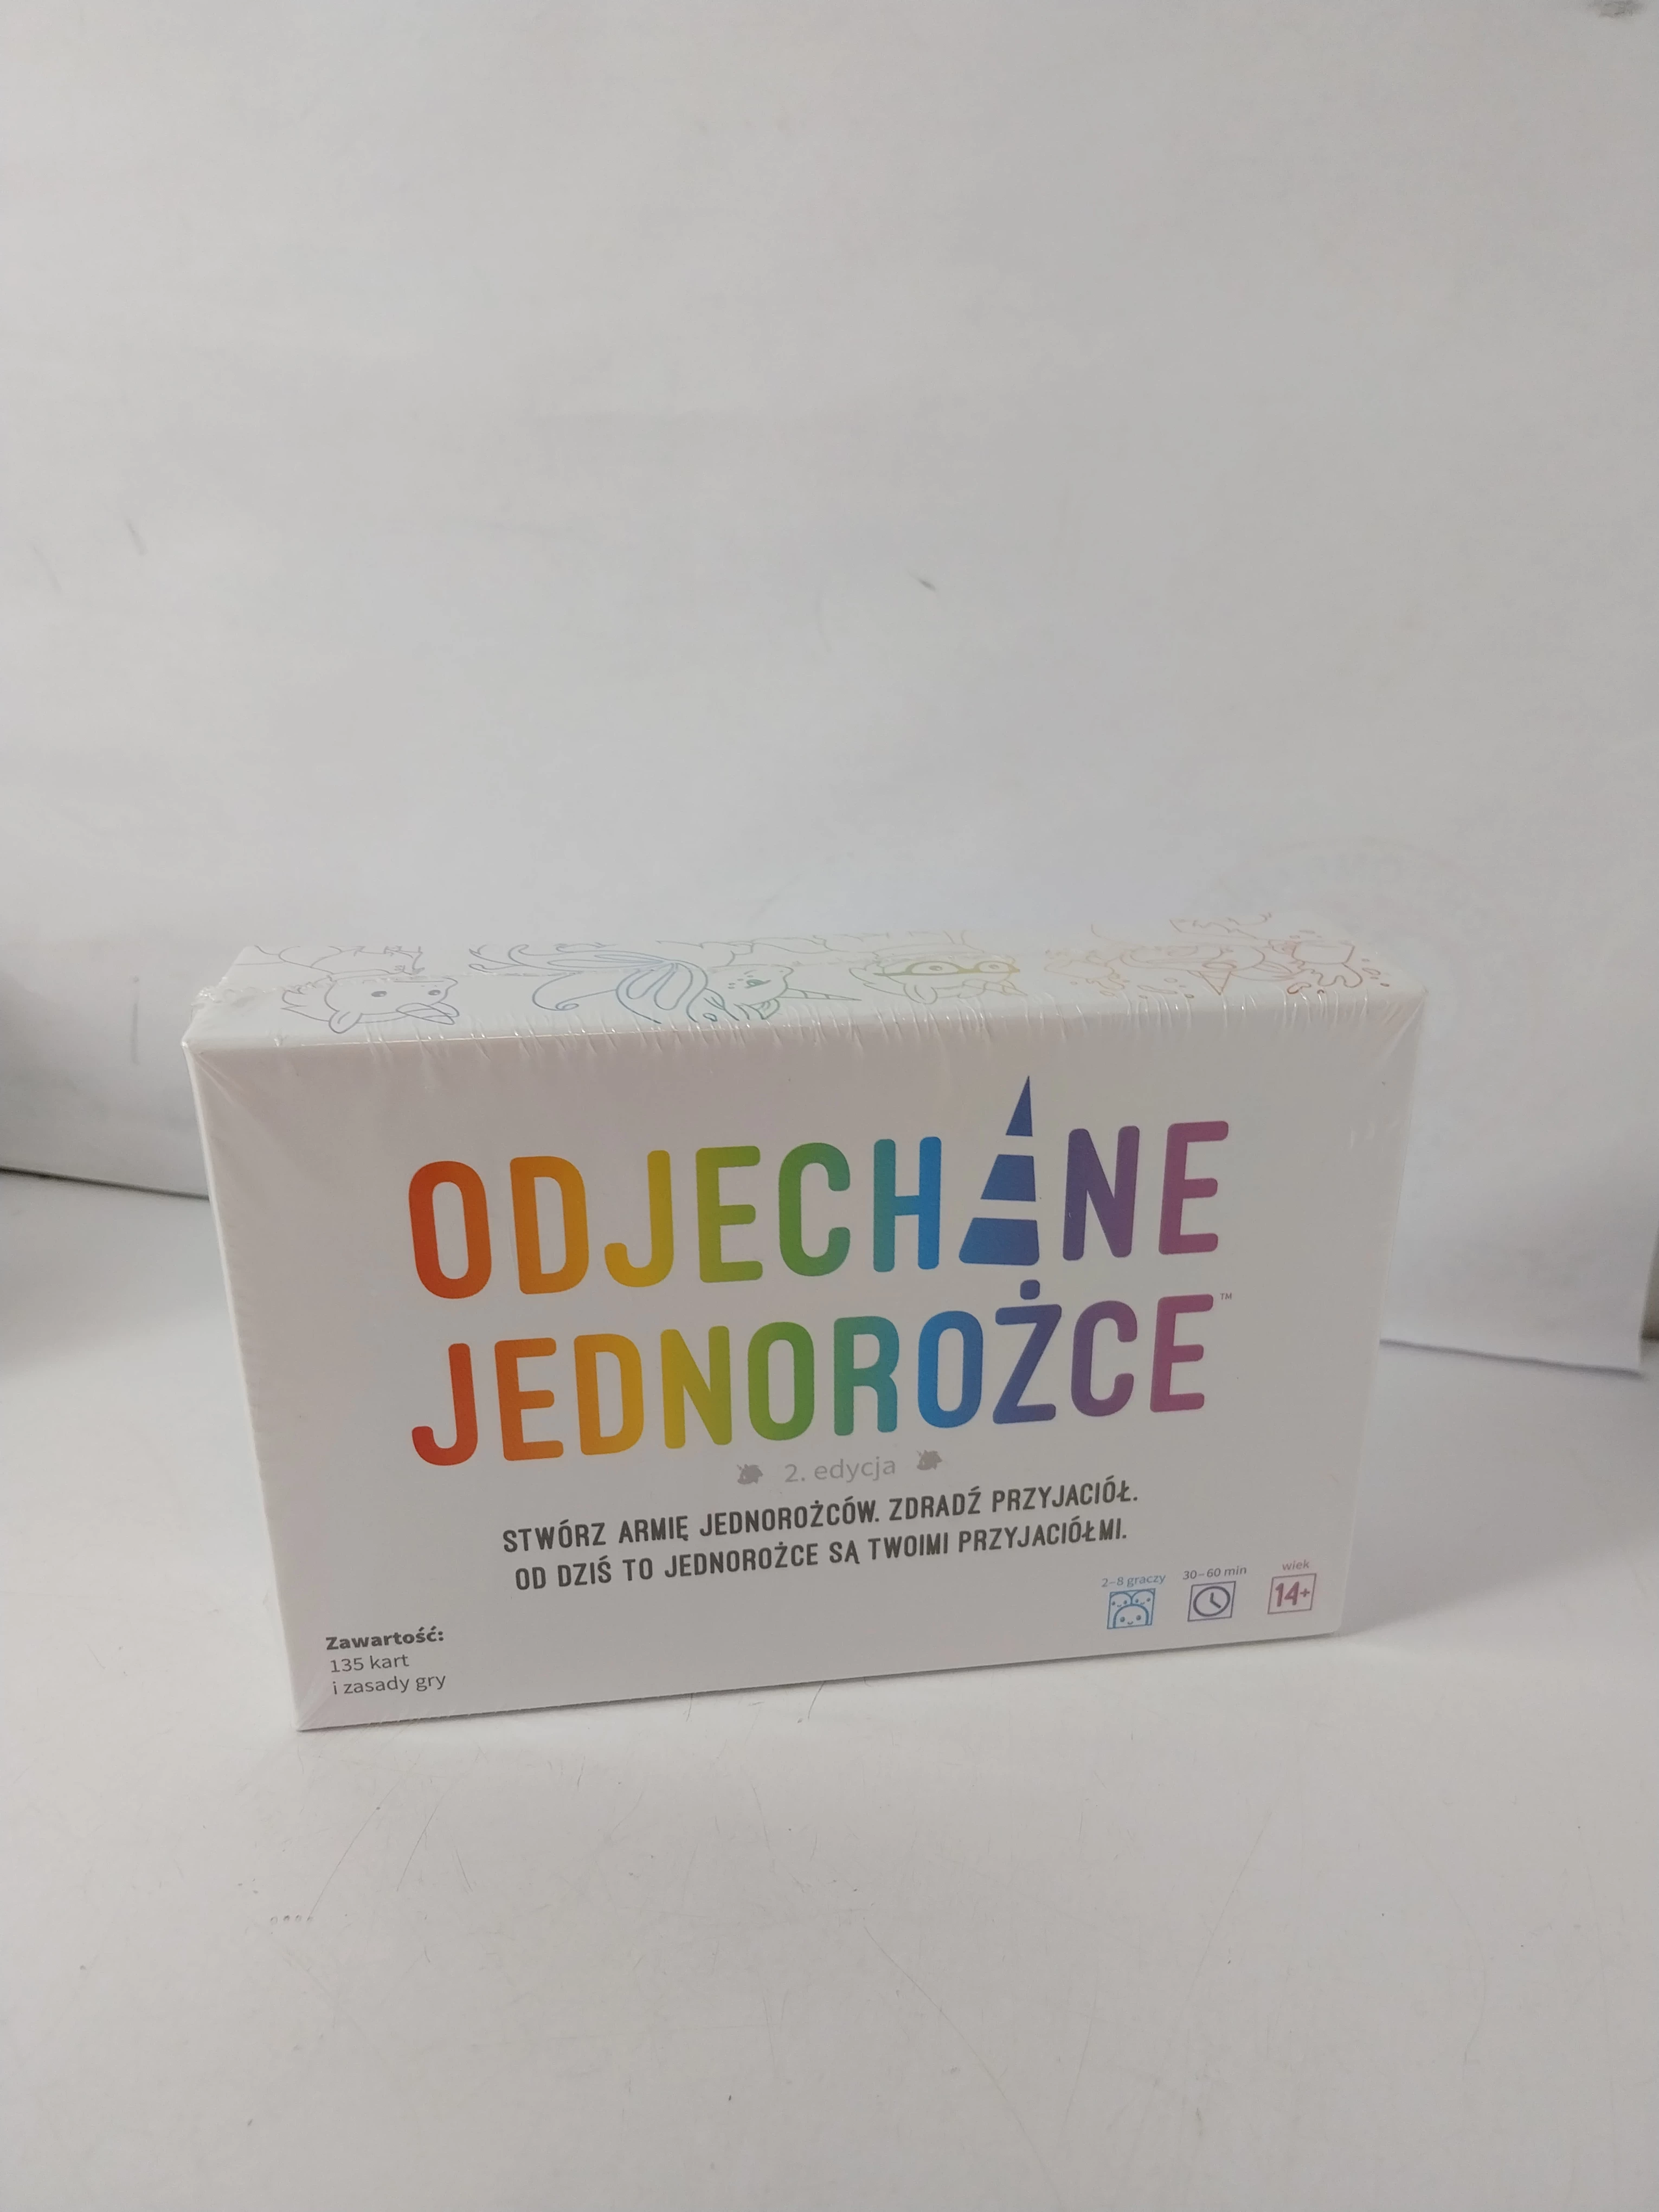 ODJECHANE
JEDNOROŻCE™
2. edycja
STWÓRZ ARMIĘ JEDNOROŻCÓW. ZDRADŹ PRZYJACIÓŁ.
OD DZIŚ TO JEDNOROŻCE SĄ TWOIMI PRZYJACIÓŁMI.
2–8 graczy
30–60 min
wiek
14+
Zawartość:
135 kart
i zasady gry